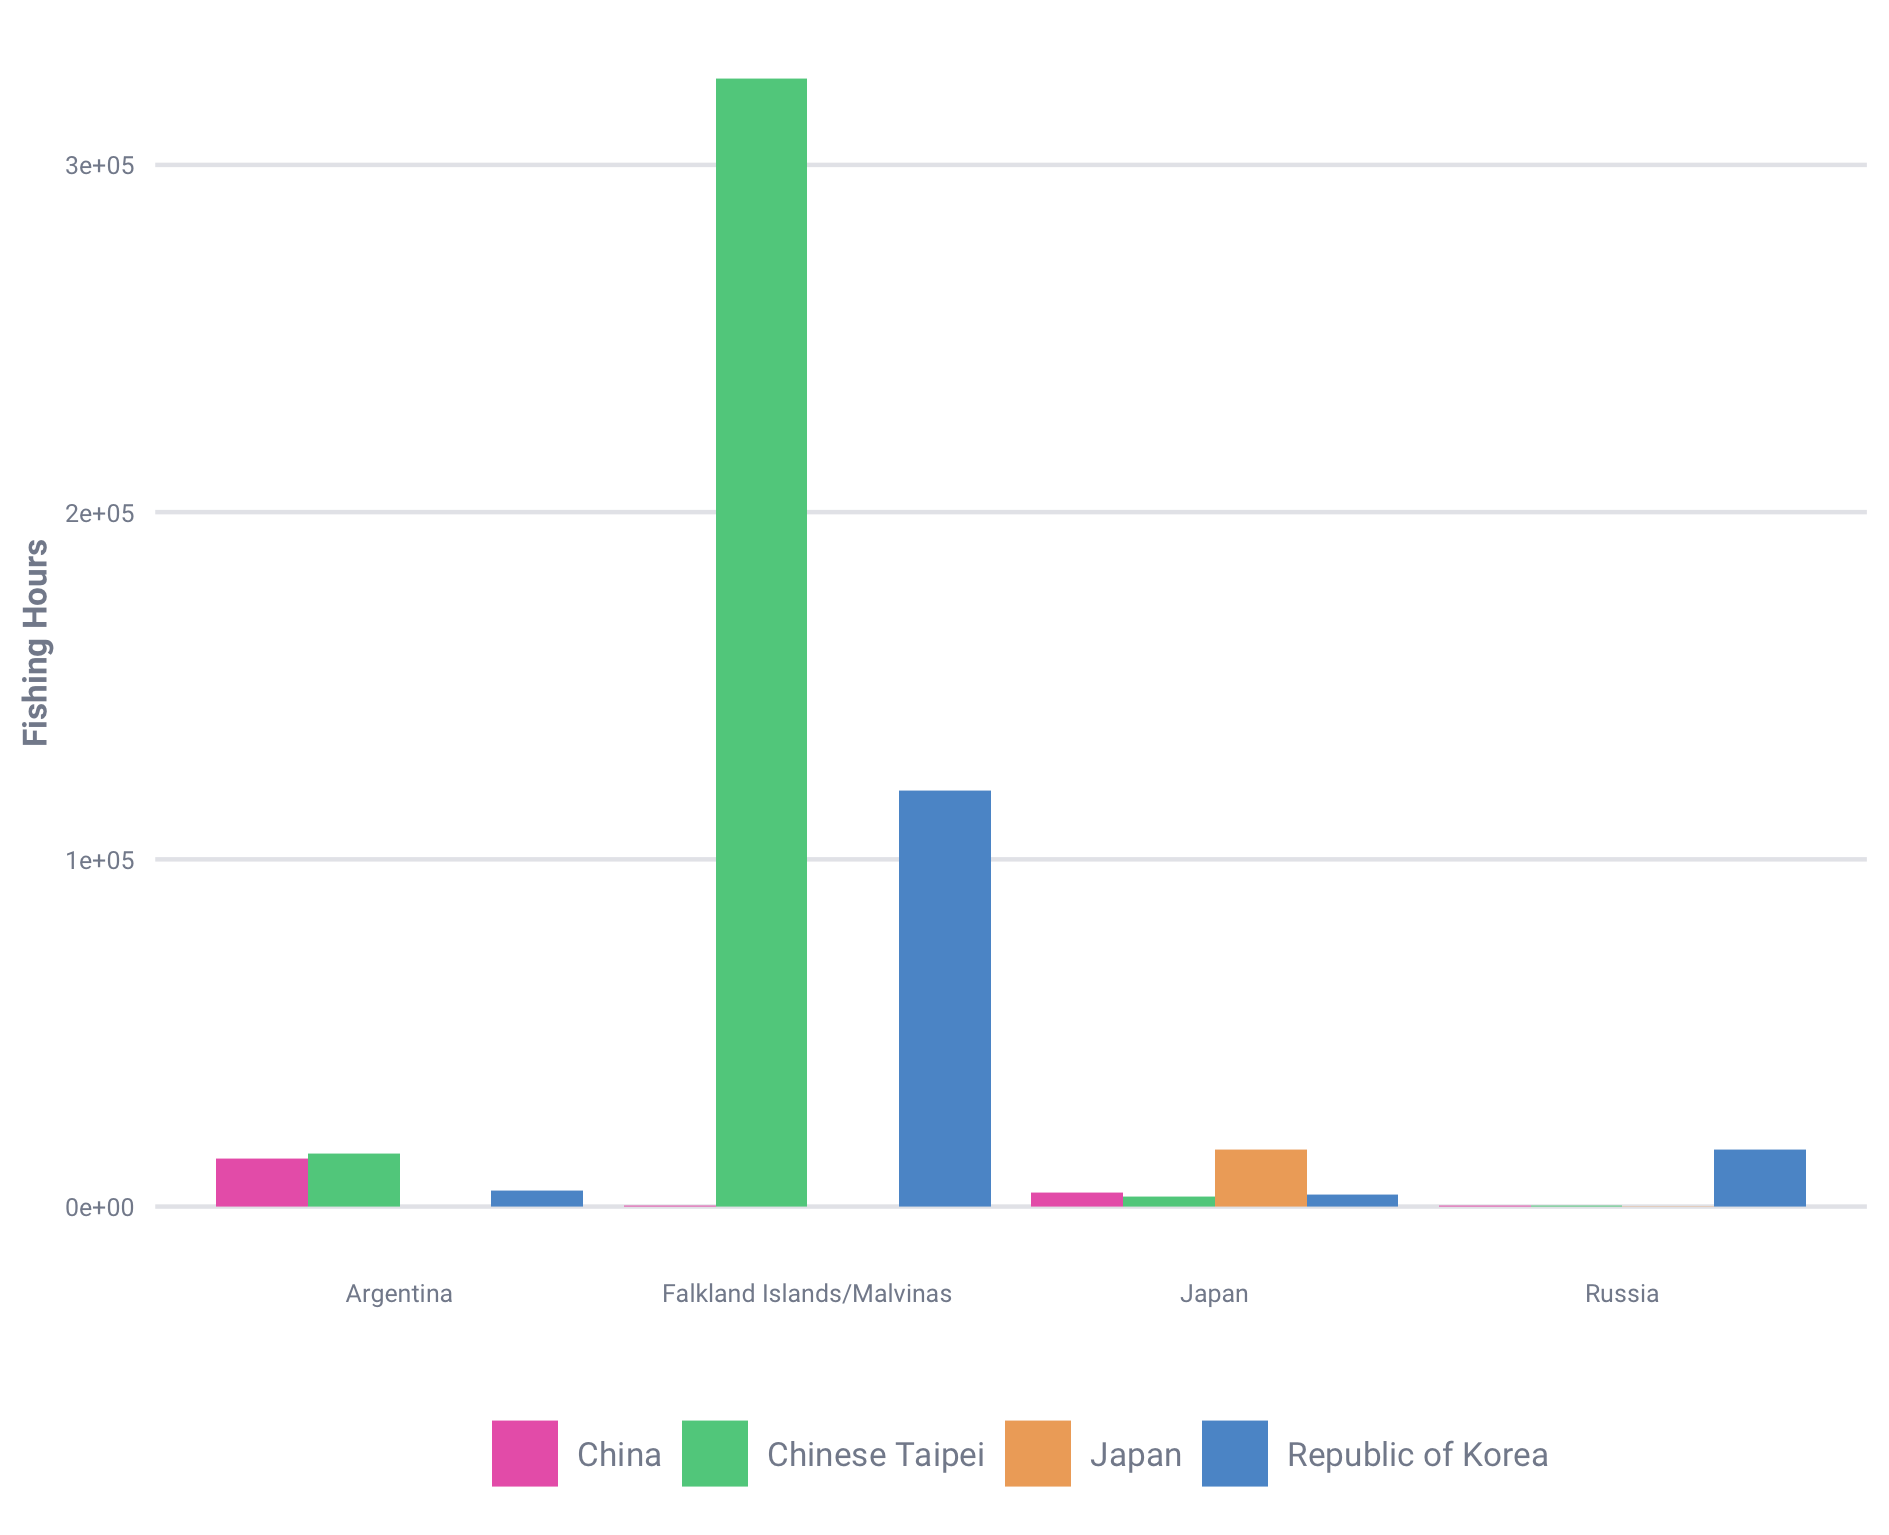 Fishing Hours
3e+05
2e+05
1e+05
0e+00
Argentina
Falkland Islands/Malvinas
Japan
Russia
China
Chinese Taipei
Japan
Republic of Korea